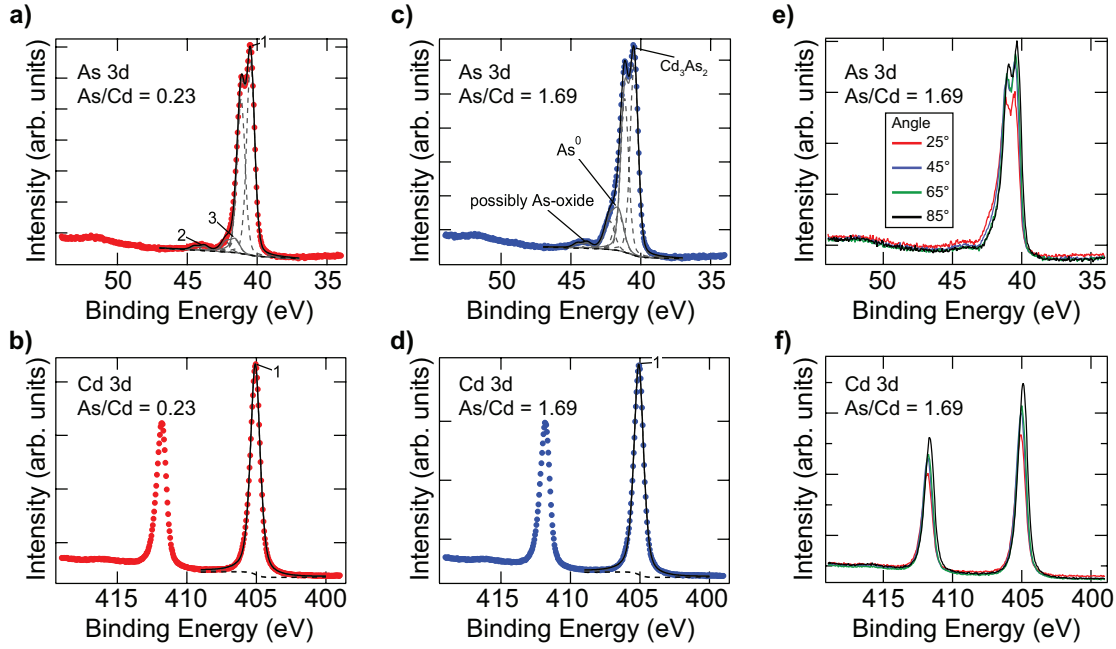 a)
As 3d
As/Cd = 0.23
1
2
3
Intensity (arb. units)
50
45
40
35
Binding Energy (eV)
c)
As 3d
As/Cd = 1.69
Cd₃As₂
As⁰
possibly As-oxide
Intensity (arb. units)
50
45
40
35
Binding Energy (eV)
e)
As 3d
As/Cd = 1.69
Angle
25°
45°
65°
85°
Intensity (arb. units)
50
45
40
35
Binding Energy (eV)
b)
Cd 3d
As/Cd = 0.23
1
Intensity (arb. units)
415
410
405
400
Binding Energy (eV)
d)
Cd 3d
As/Cd = 1.69
1
Intensity (arb. units)
415
410
405
400
Binding Energy (eV)
f)
Cd 3d
As/Cd = 1.69
Intensity (arb. units)
415
410
405
400
Binding Energy (eV)